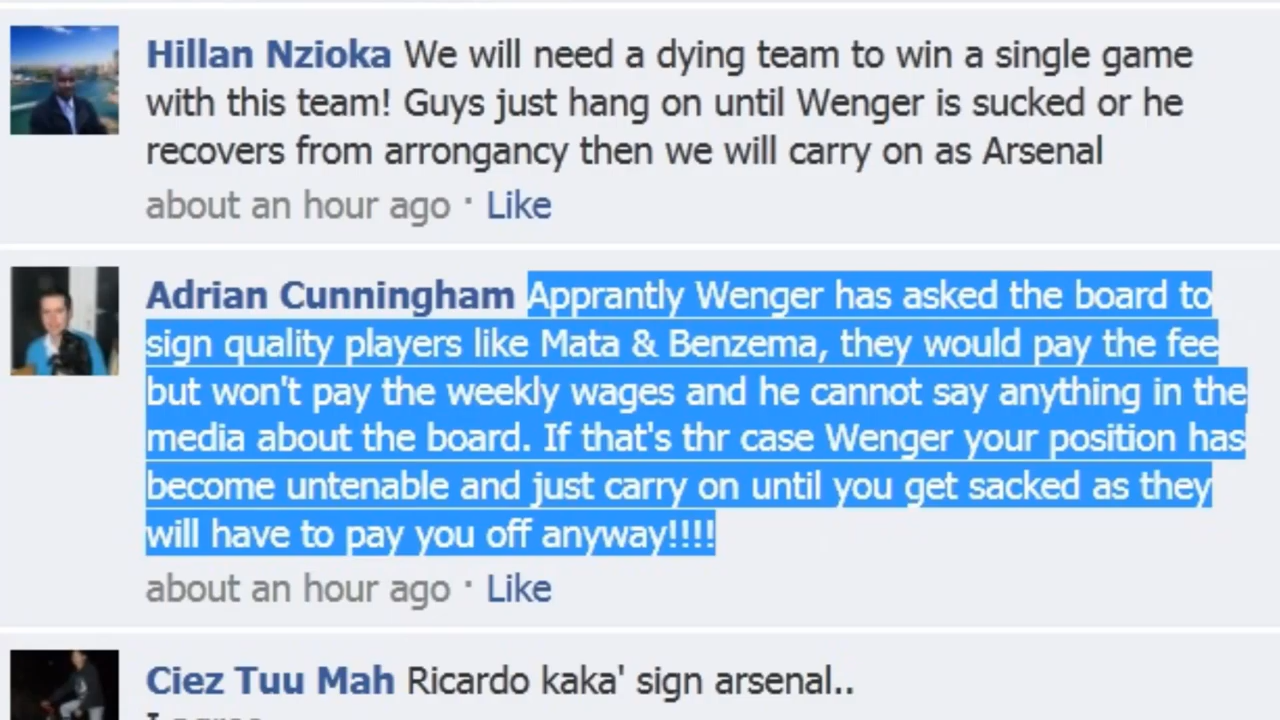 Hillan Nzioka We will need a dying team to win a single game
with this team! Guys just hang on until Wenger is sucked or he
recovers from arrongancy then we will carry on as Arsenal
about an hour ago · Like
Adrian Cunningham Apprantly Wenger has asked the board to
sign quality players like Mata & Benzema, they would pay the fee
but won't pay the weekly wages and he cannot say anything in the
media about the board. If that's thr case Wenger your position has
become untenable and just carry on until you get sacked as they
will have to pay you off anyway!!!!
about an hour ago · Like
Ciez Tuu Mah Ricardo kaka' sign arsenal..
I agree